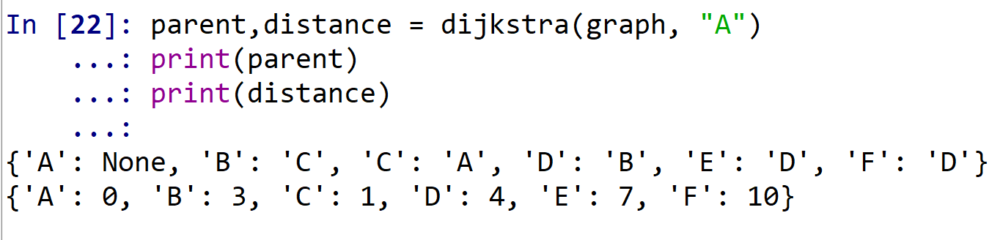 In [22]: parent,distance = dijkstra(graph, "A")
...: print(parent)
...: print(distance)
...:
{'A': None, 'B': 'C', 'C': 'A', 'D': 'B', 'E': 'D', 'F': 'D'}
{'A': 0, 'B': 3, 'C': 1, 'D': 4, 'E': 7, 'F': 10}